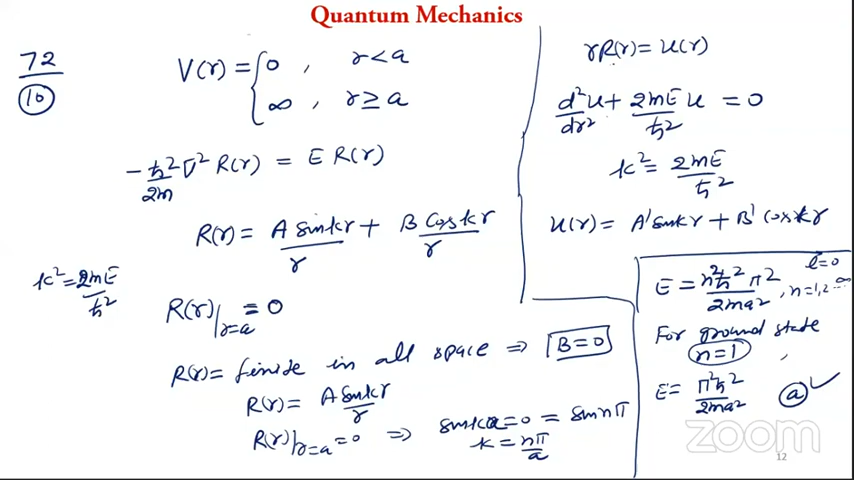 Quantum Mechanics
72
10
V(r) = { 0 , r < a
∞ , r ≥ a
-ℏ²/2m ∇² R(r) = E R(r)
R(r) = A sinkr/r + B coskr/r
k² = 2mE/ℏ²
R(r)|r=a = 0
R(r) = finite in all space ⇒ B=0
R(r) = A sinkr/r
R(r)|r=a = 0 ⇒ sinka = 0 = sin nπ
k = nπ/a
rR(r) = u(r)
d²u/dr² + 2mE/ℏ² u = 0
k² = 2mE/ℏ²
u(r) = A' sinkr + B' coskr
l=0
E = n²ℏ²π²/2ma² , n=1,2--∞
For ground state
n=1 ,
E = π²ℏ²/2ma² a ✓
zoom
12